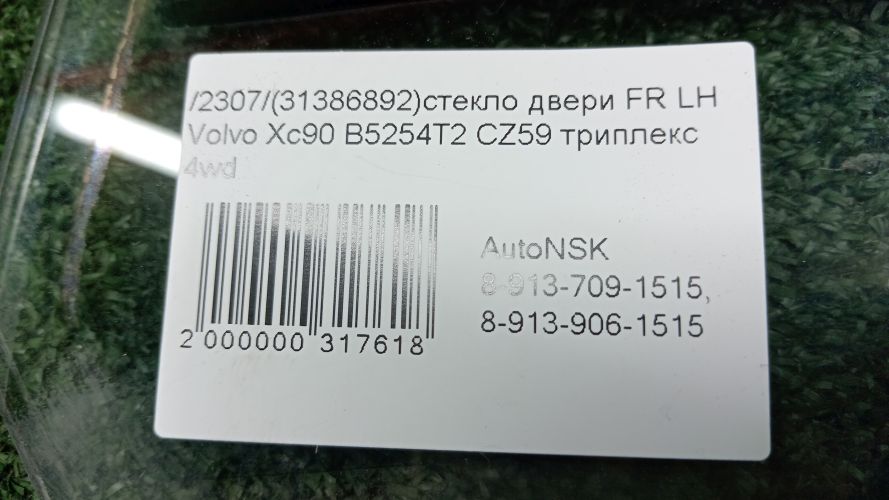 /2307/(31386892)стекло двери FR LH
Volvo Xc90 B5254T2 CZ59 триплекс
4wd
AutoNSK
8-913-709-1515,
8-913-906-1515
2 000000 317618